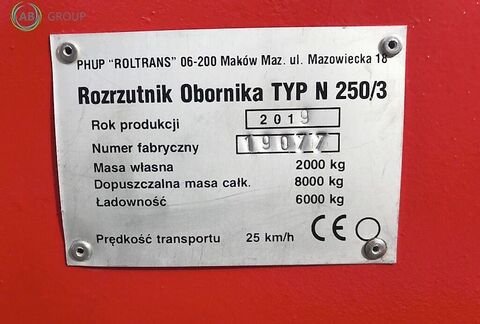 AB GROUP
PHUP "ROLTRANS" 06-200 Maków Maz. ul. Mazowiecka 18
Rozrzutnik Obornika TYP N 250/3
Rok produkcji 2019
Numer fabryczny 19077
Masa własna 2000 kg
Dopuszczalna masa całk. 8000 kg
Ładowność 6000 kg
Prędkość transportu 25 km/h CE